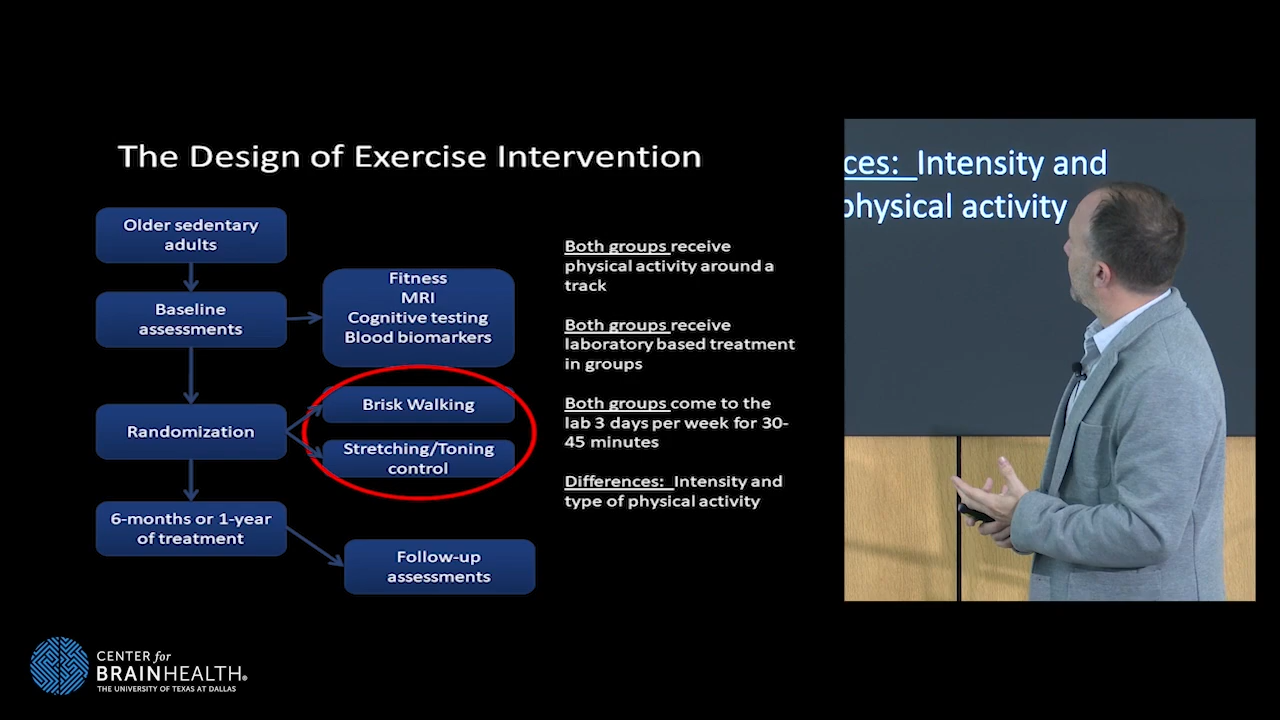 The Design of Exercise Intervention
Older sedentary
adults
Baseline
assessments
Fitness
MRI
Cognitive testing
Blood biomarkers
Randomization
Brisk Walking
Stretching/Toning
control
6-months or 1-year
of treatment
Follow-up
assessments
Both groups receive
physical activity around a
track
Both groups receive
laboratory based treatment
in groups
Both groups come to the
lab 3 days per week for 30-
45 minutes
Differences: Intensity and
type of physical activity
ces: Intensity and
physical activity
CENTER for
BRAINHEALTH®
THE UNIVERSITY OF TEXAS AT DALLAS